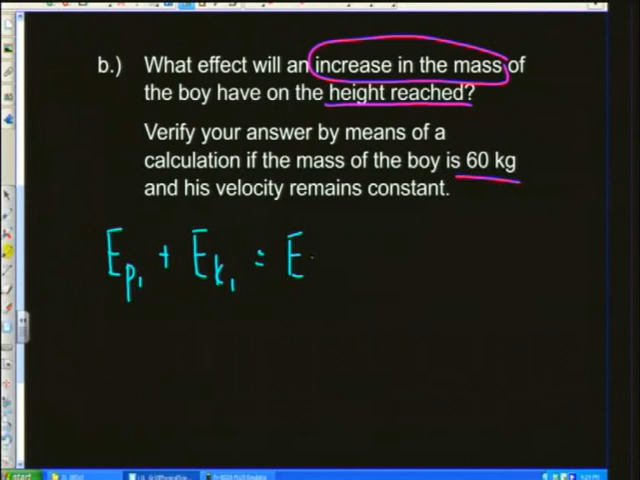 b.) What effect will an increase in the mass of
the boy have on the height reached?
Verify your answer by means of a
calculation if the mass of the boy is 60 kg
and his velocity remains constant.
Ep₁ + Ek₁ = E
start